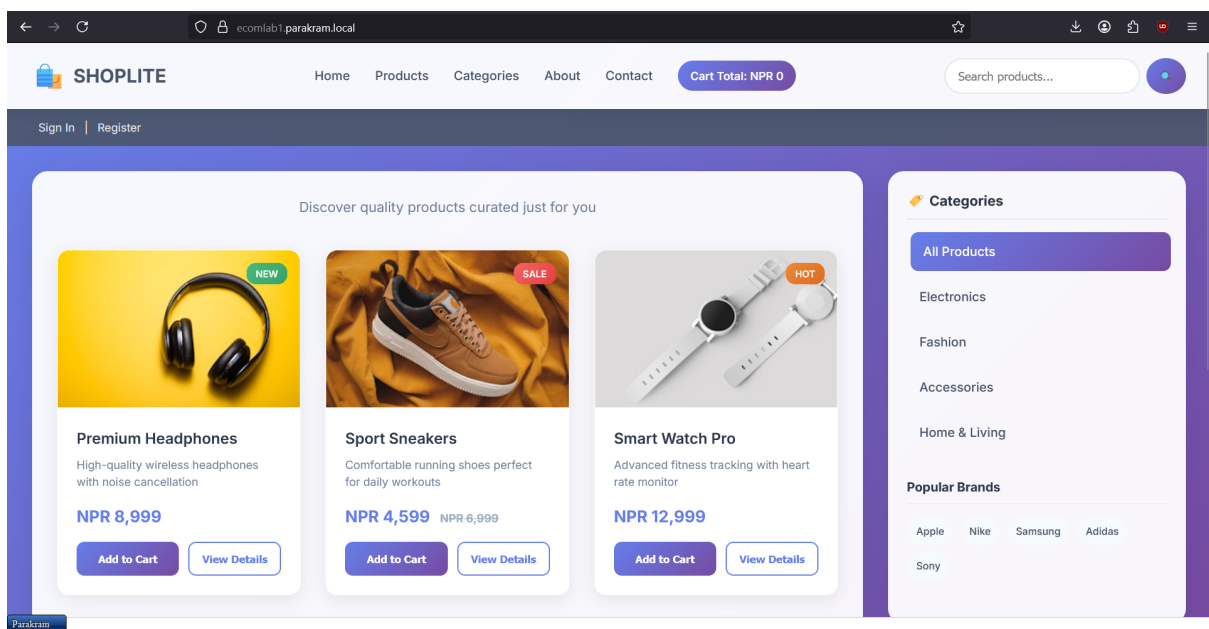 ecomlab1.parakram.local
SHOPLITE
Home Products Categories About Contact Cart Total: NPR 0 Search products...
Sign In | Register
Discover quality products curated just for you
NEW
Premium Headphones
High-quality wireless headphones
with noise cancellation
NPR 8,999
Add to Cart View Details
SALE
Sport Sneakers
Comfortable running shoes perfect
for daily workouts
NPR 4,599 NPR 6,999
Add to Cart View Details
HOT
Smart Watch Pro
Advanced fitness tracking with heart
rate monitor
NPR 12,999
Add to Cart View Details
Categories
All Products
Electronics
Fashion
Accessories
Home & Living
Popular Brands
Apple Nike Samsung Adidas
Sony
Parakram